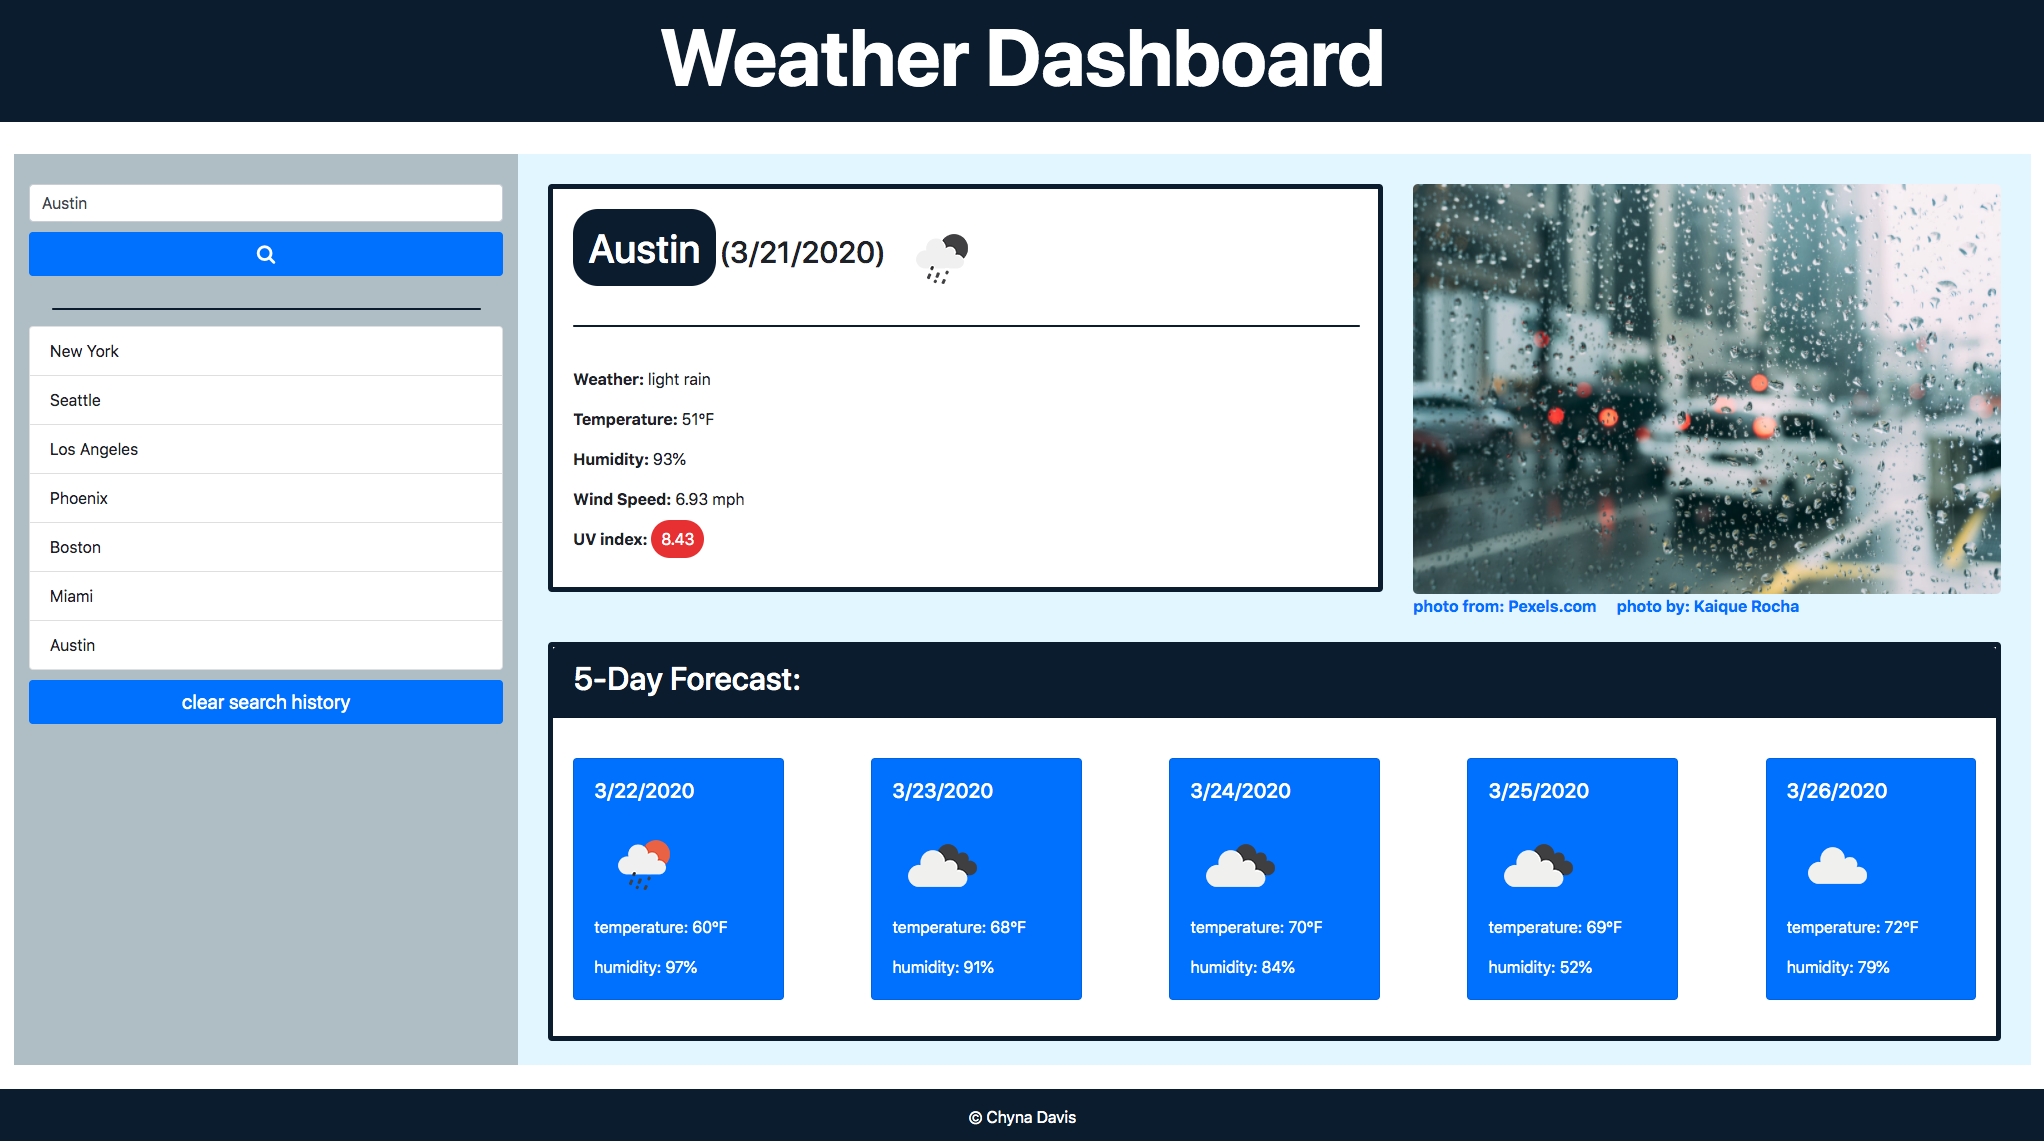 Weather Dashboard
Austin
New York
Seattle
Los Angeles
Phoenix
Boston
Miami
Austin
clear search history
Austin (3/21/2020)
Weather: light rain
Temperature: 51°F
Humidity: 93%
Wind Speed: 6.93 mph
UV index: 8.43
photo from: Pexels.com photo by: Kaique Rocha
5-Day Forecast:
3/22/2020
temperature: 60°F
humidity: 97%
3/23/2020
temperature: 68°F
humidity: 91%
3/24/2020
temperature: 70°F
humidity: 84%
3/25/2020
temperature: 69°F
humidity: 52%
3/26/2020
temperature: 72°F
humidity: 79%
© Chyna Davis